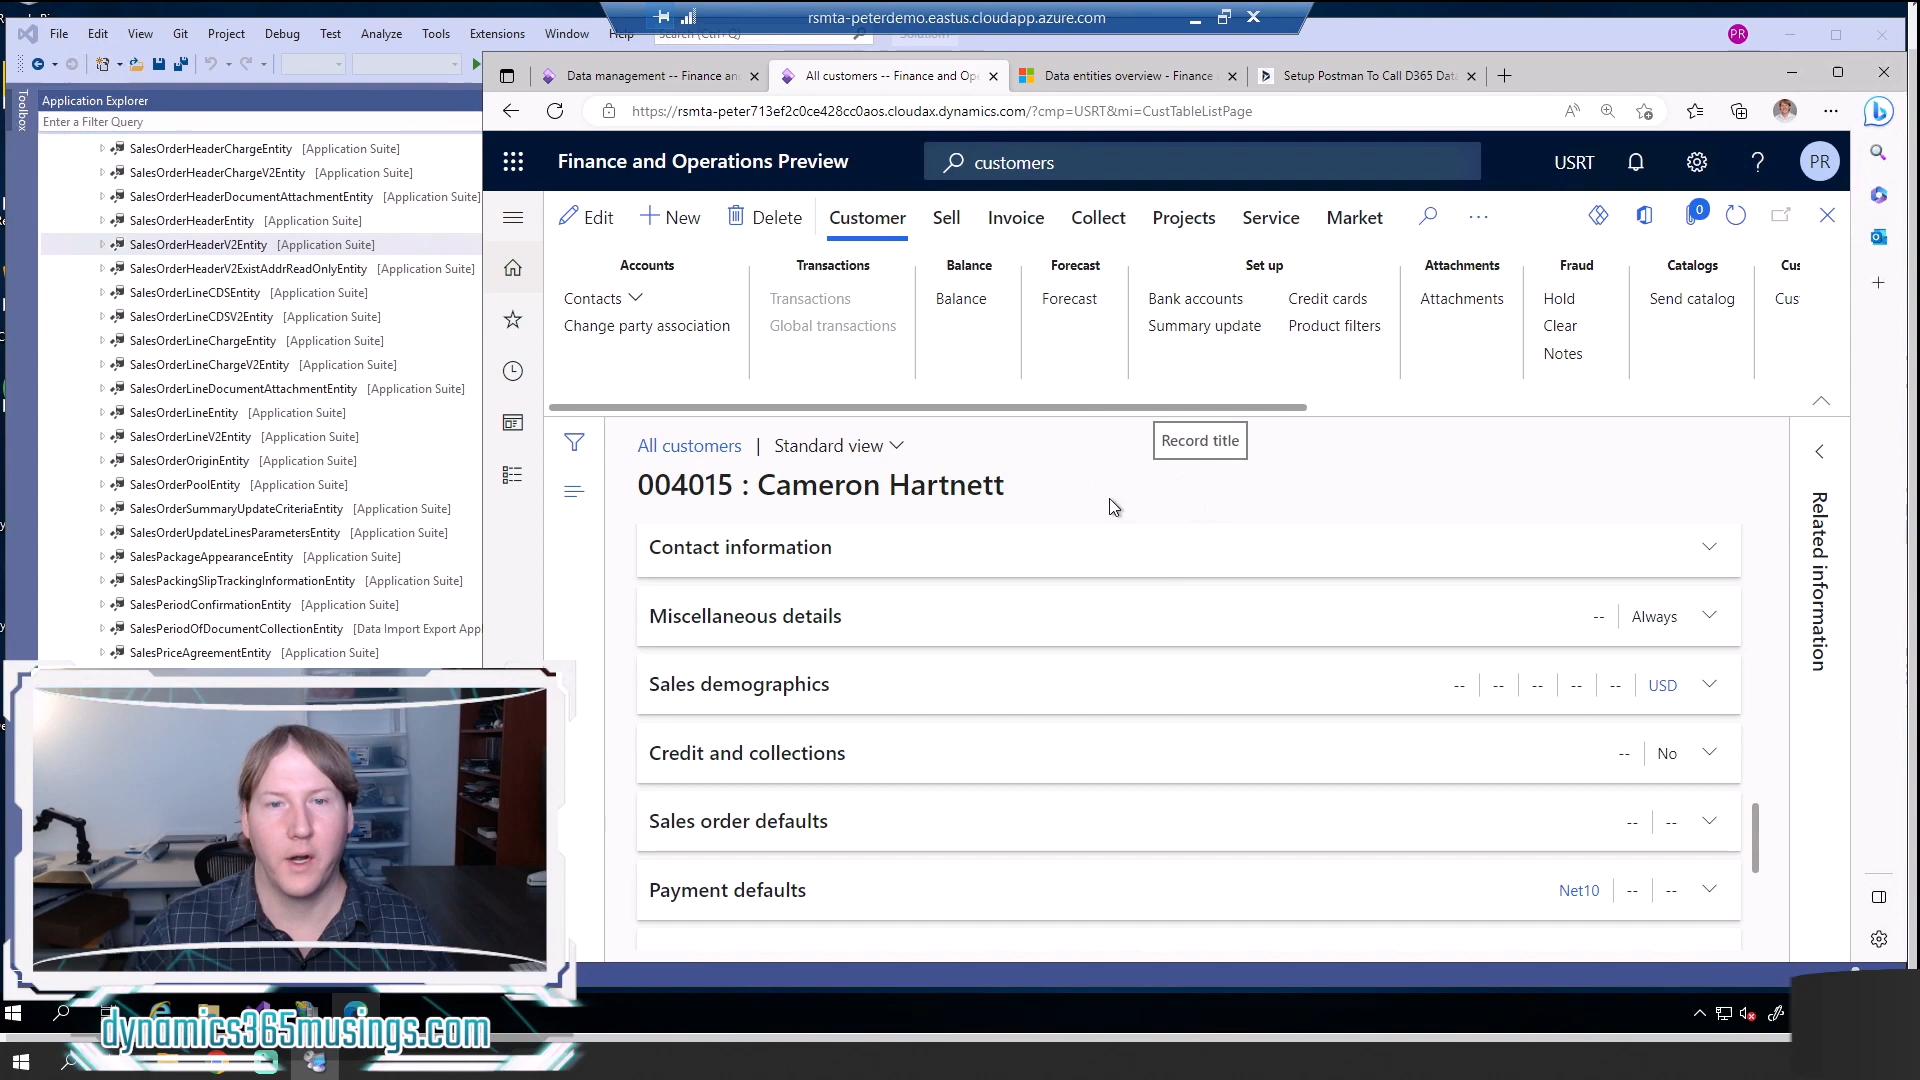 rsmta-peterdemo.eastus.cloudapp.azure.com
File Edit View Git Project Debug Test Analyze Tools Extensions Window Help Search (Ctrl+Q) Solution1 PR
Application Explorer
Toolbox
Enter a Filter Query
SalesOrderHeaderChargeEntity [Application Suite]
SalesOrderHeaderChargeV2Entity [Application Suite]
SalesOrderHeaderDocumentAttachmentEntity [Application Suite]
SalesOrderHeaderEntity [Application Suite]
SalesOrderHeaderV2Entity [Application Suite]
SalesOrderHeaderV2ExistAddrReadOnlyEntity [Application Suite]
SalesOrderLineCDSEntity [Application Suite]
SalesOrderLineCDSV2Entity [Application Suite]
SalesOrderLineChargeEntity [Application Suite]
SalesOrderLineChargeV2Entity [Application Suite]
SalesOrderLineDocumentAttachmentEntity [Application Suite]
SalesOrderLineEntity [Application Suite]
SalesOrderLineV2Entity [Application Suite]
SalesOrderOriginEntity [Application Suite]
SalesOrderPoolEntity [Application Suite]
SalesOrderSummaryUpdateCriteriaEntity [Application Suite]
SalesOrderUpdateLinesParametersEntity [Application Suite]
SalesPackageAppearanceEntity [Application Suite]
SalesPackingSlipTrackingInformationEntity [Application Suite]
SalesPeriodConfirmationEntity [Application Suite]
SalesPeriodOfDocumentCollectionEntity [Data Import Export Appl
SalesPriceAgreementEntity [Application Suite]
Data management -- Finance and All customers -- Finance and Ope Data entities overview - Finance Setup Postman To Call D365 Data
https://rsmta-peter713ef2c0ce428cc0aos.cloudax.dynamics.com/?cmp=USRT&mi=CustTableListPage
Finance and Operations Preview customers USRT ? PR
Edit New Delete Customer Sell Invoice Collect Projects Service Market ... 0
Accounts Transactions Balance Forecast Set up Attachments Fraud Catalogs Cus
Contacts Transactions Balance Forecast Bank accounts Credit cards Attachments Hold Send catalog Cus
Change party association Global transactions Summary update Product filters Clear
Notes
All customers | Standard view
Record title
004015 : Cameron Hartnett
Related information
Contact information
Miscellaneous details -- Always
Sales demographics -- -- -- -- -- USD
Credit and collections -- No
Sales order defaults -- --
Payment defaults Net10 -- --
dynamics365musings.com